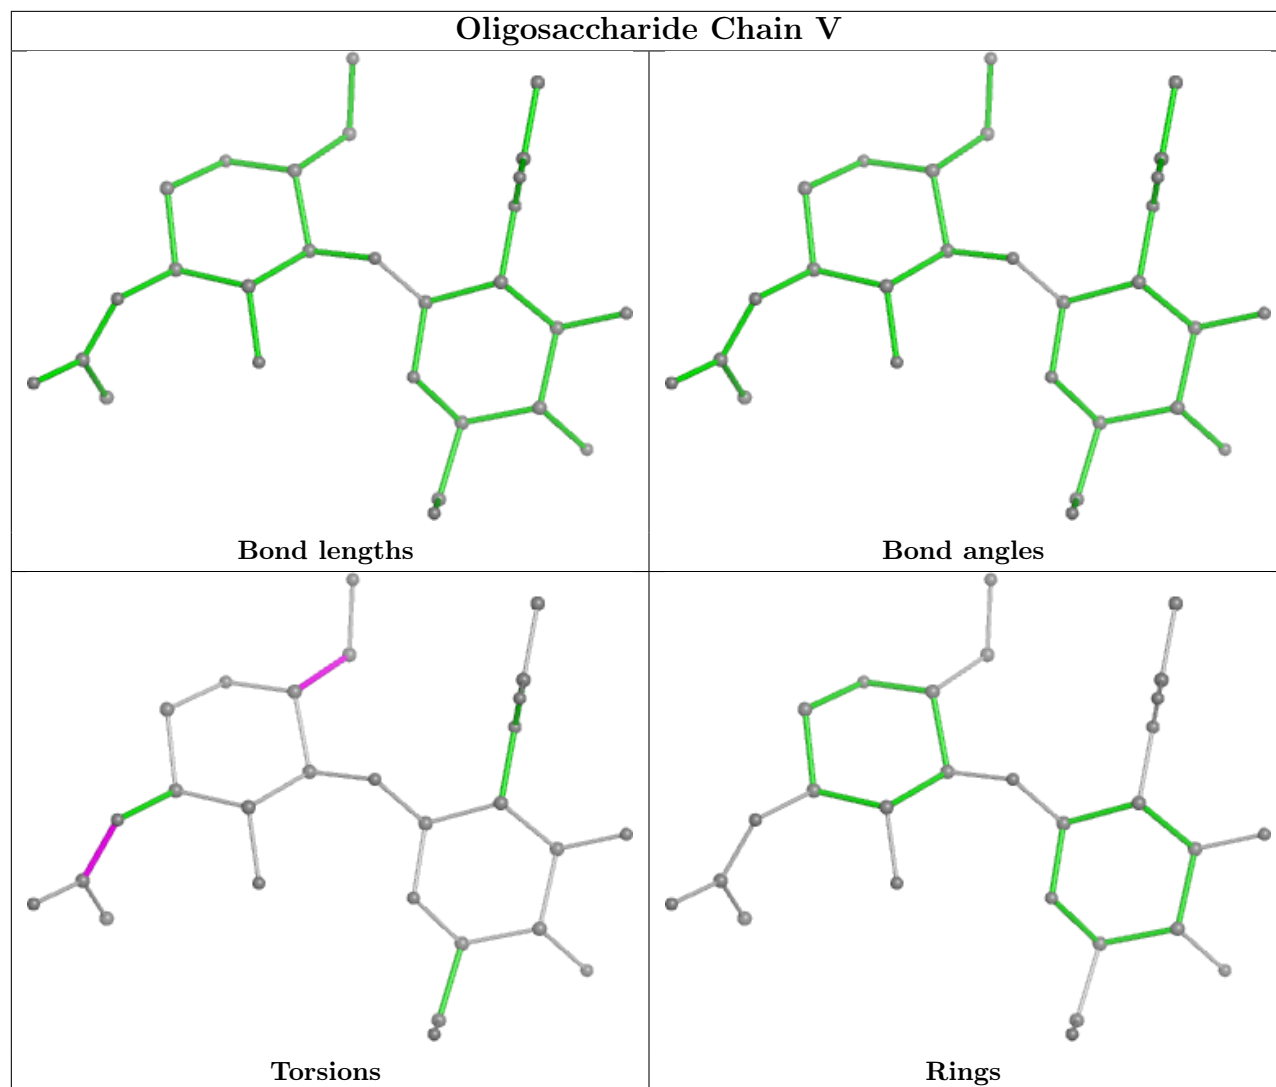 Oligosaccharide Chain V
Bond lengths
Bond angles
Torsions
Rings